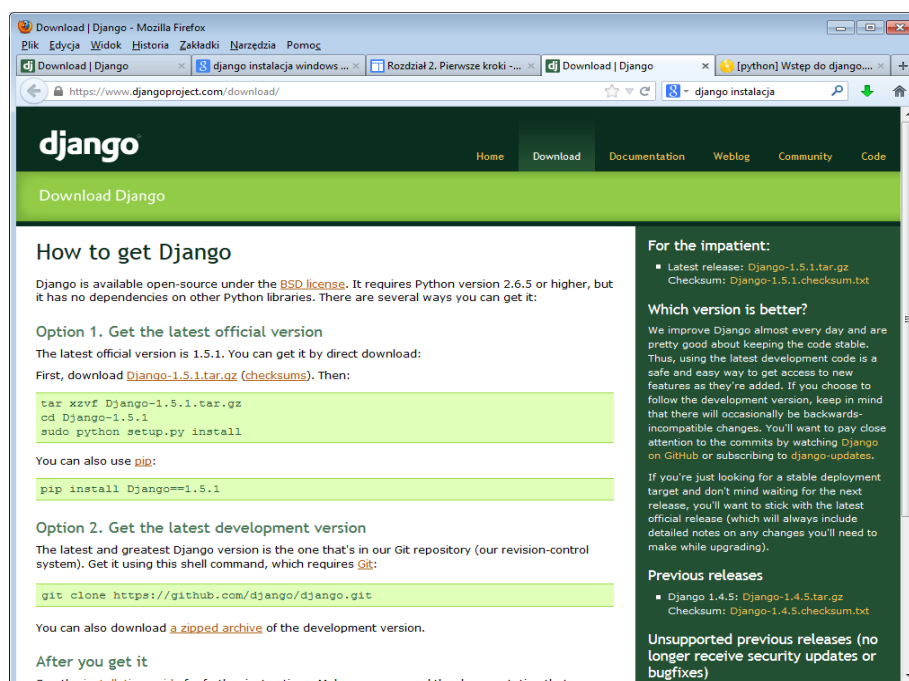 Download | Django - Mozilla Firefox
Plik Edycja Widok Historia Zakładki Narzędzia Pomoc
Download | Django
django instalacja windows ...
Rozdział 2. Pierwsze kroki -...
Download | Django
[python] Wstęp do django....
https://www.djangoproject.com/download/
django instalacja
django
Home Download Documentation Weblog Community Code
Download Django
How to get Django
Django is available open-source under the BSD license. It requires Python version 2.6.5 or higher, but
it has no dependencies on other Python libraries. There are several ways you can get it:
Option 1. Get the latest official version
The latest official version is 1.5.1. You can get it by direct download:
First, download Django-1.5.1.tar.gz (checksums). Then:
tar xzvf Django-1.5.1.tar.gz
cd Django-1.5.1
sudo python setup.py install
You can also use pip:
pip install Django==1.5.1
Option 2. Get the latest development version
The latest and greatest Django version is the one that's in our Git repository (our revision-control
system). Get it using this shell command, which requires Git:
git clone https://github.com/django/django.git
You can also download a zipped archive of the development version.
After you get it
For the impatient:
Latest release: Django-1.5.1.tar.gz
Checksum: Django-1.5.1.checksum.txt
Which version is better?
We improve Django almost every day and are
pretty good about keeping the code stable.
Thus, using the latest development code is a
safe and easy way to get access to new
features as they're added. If you choose to
follow the development version, keep in mind
that there will occasionally be backwards-
incompatible changes. You'll want to pay close
attention to the commits by watching Django
on GitHub or subscribing to django-updates.
If you're just looking for a stable deployment
target and don't mind waiting for the next
release, you'll want to stick with the latest
official release (which will always include
detailed notes on any changes you'll need to
make while upgrading).
Previous releases
Django 1.4.5: Django-1.4.5.tar.gz
Checksum: Django-1.4.5.checksum.txt
Unsupported previous releases (no
longer receive security updates or
bugfixes)